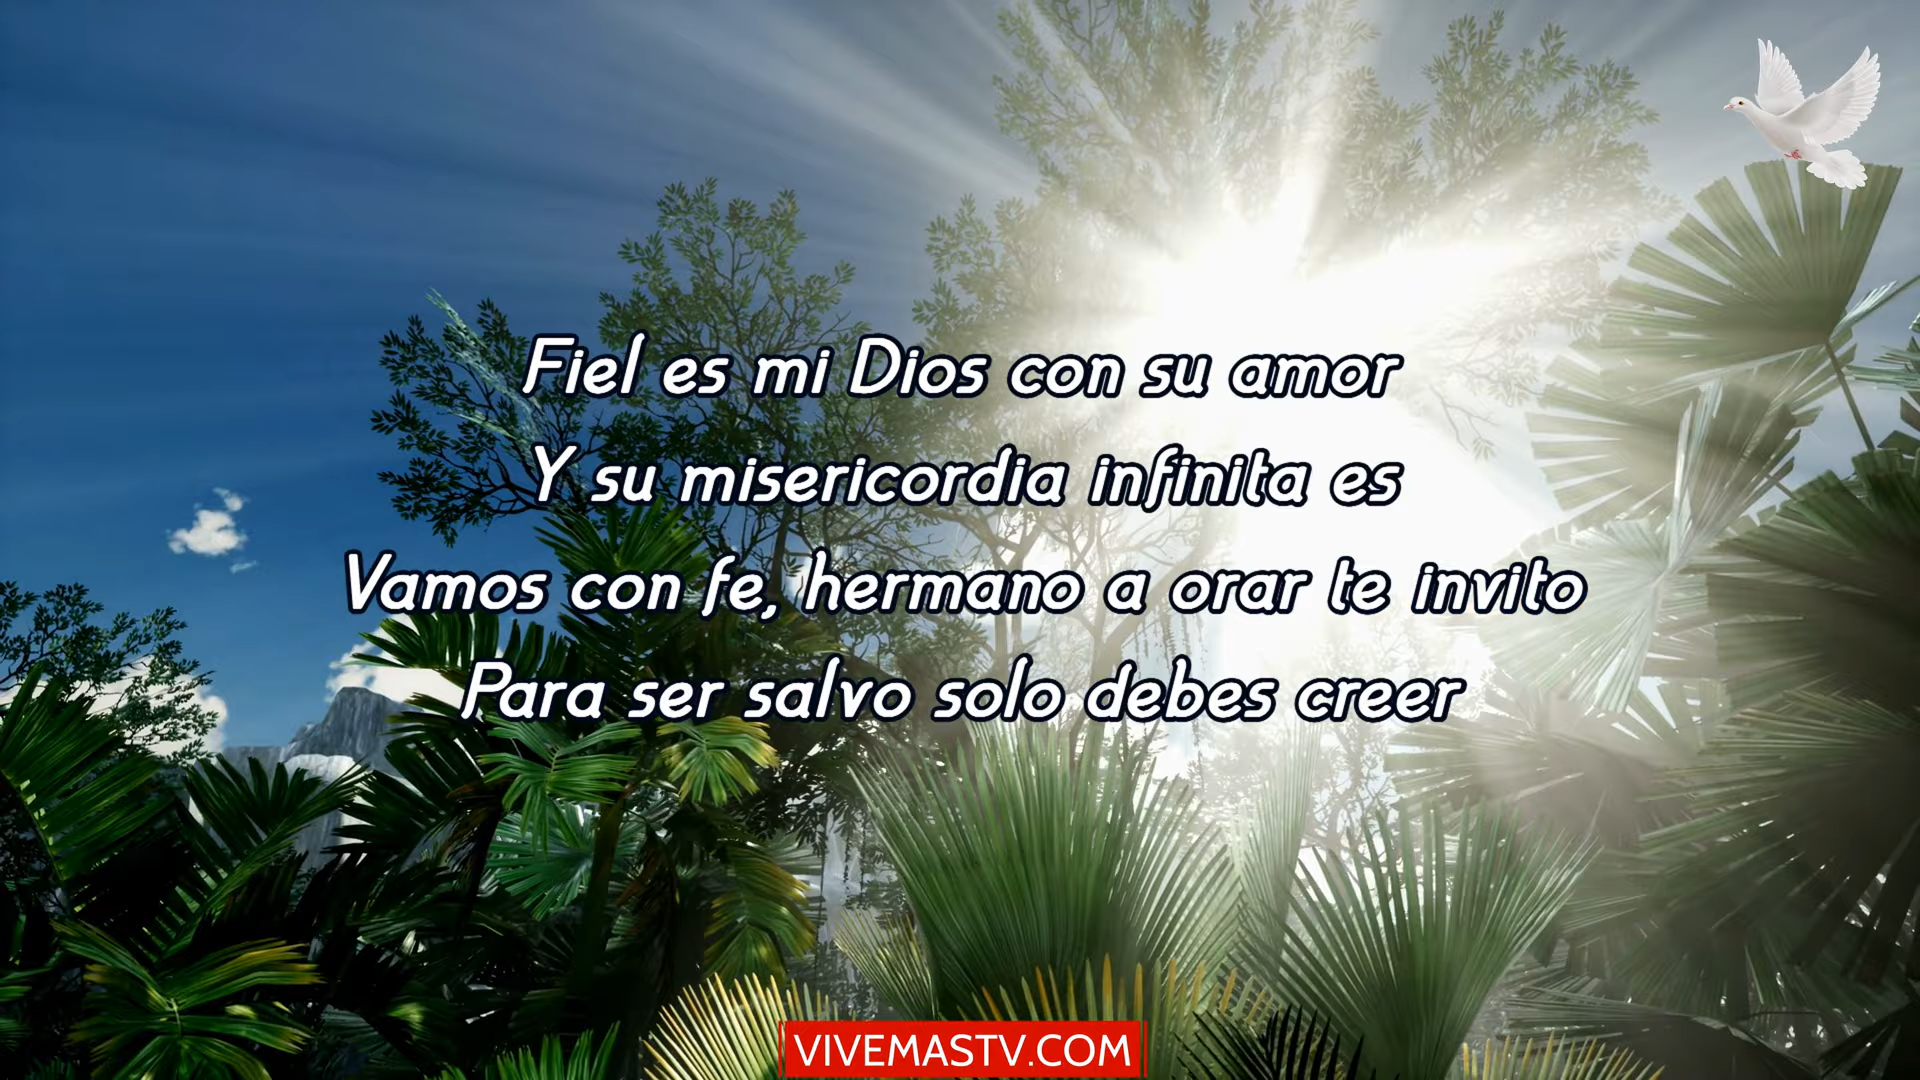 Fiel es mi Dios con su amor
Y su misericordia infinita es
Vamos con fe, hermano a orar te invito
Para ser salvo solo debes creer
VIVEMASTV.COM